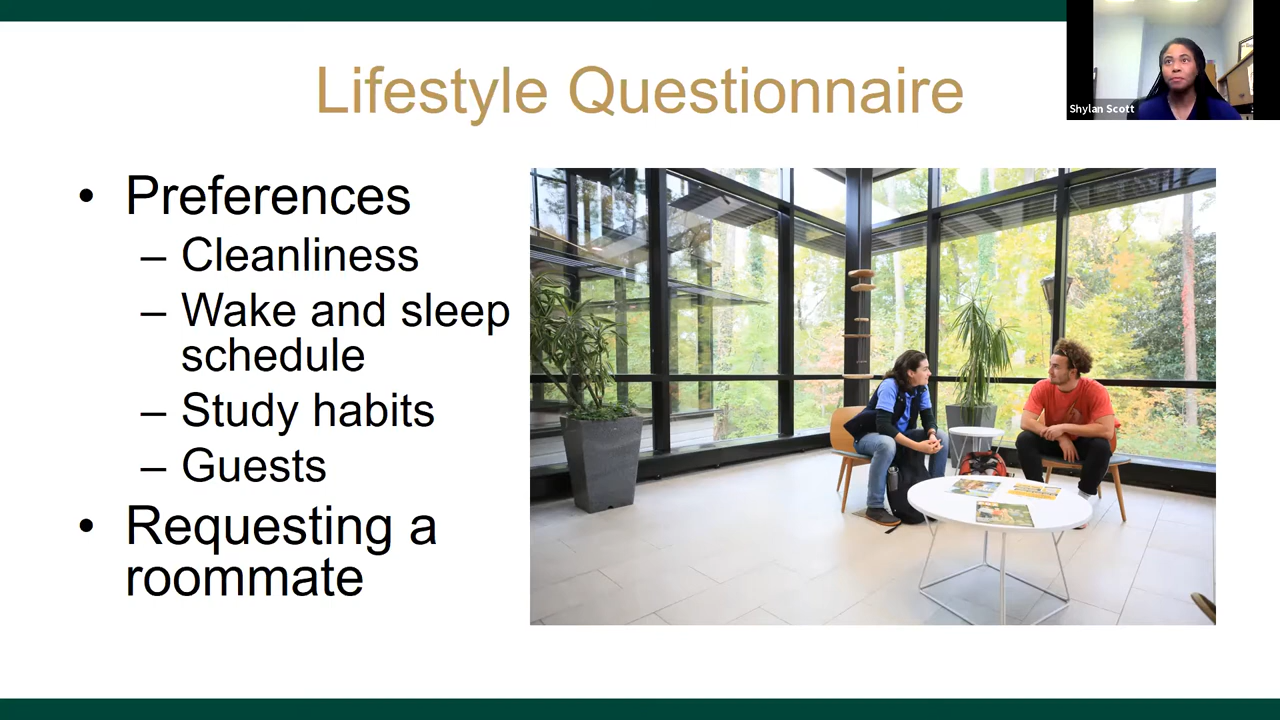 Lifestyle Questionnaire
Shylan Scott
• Preferences
– Cleanliness
– Wake and sleep
schedule
– Study habits
– Guests
• Requesting a
roommate